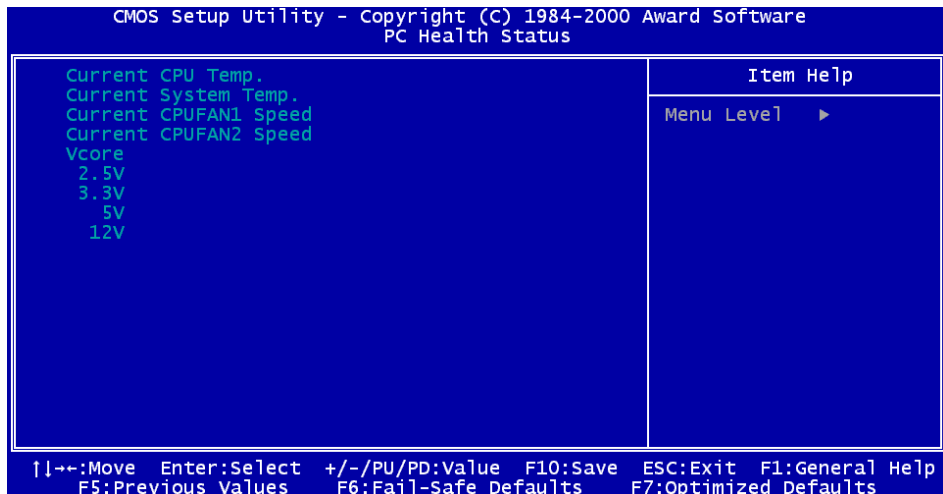 CMOS Setup Utility - Copyright (C) 1984-2000 Award Software
PC Health Status
Current CPU Temp.
Current System Temp.
Current CPUFAN1 Speed
Current CPUFAN2 Speed
Vcore
2.5V
3.3V
5V
12V
Item Help
Menu Level ►
↑↓→←:Move Enter:Select +/-/PU/PD:Value F10:Save ESC:Exit F1:General Help
F5:Previous Values F6:Fail-Safe Defaults F7:Optimized Defaults